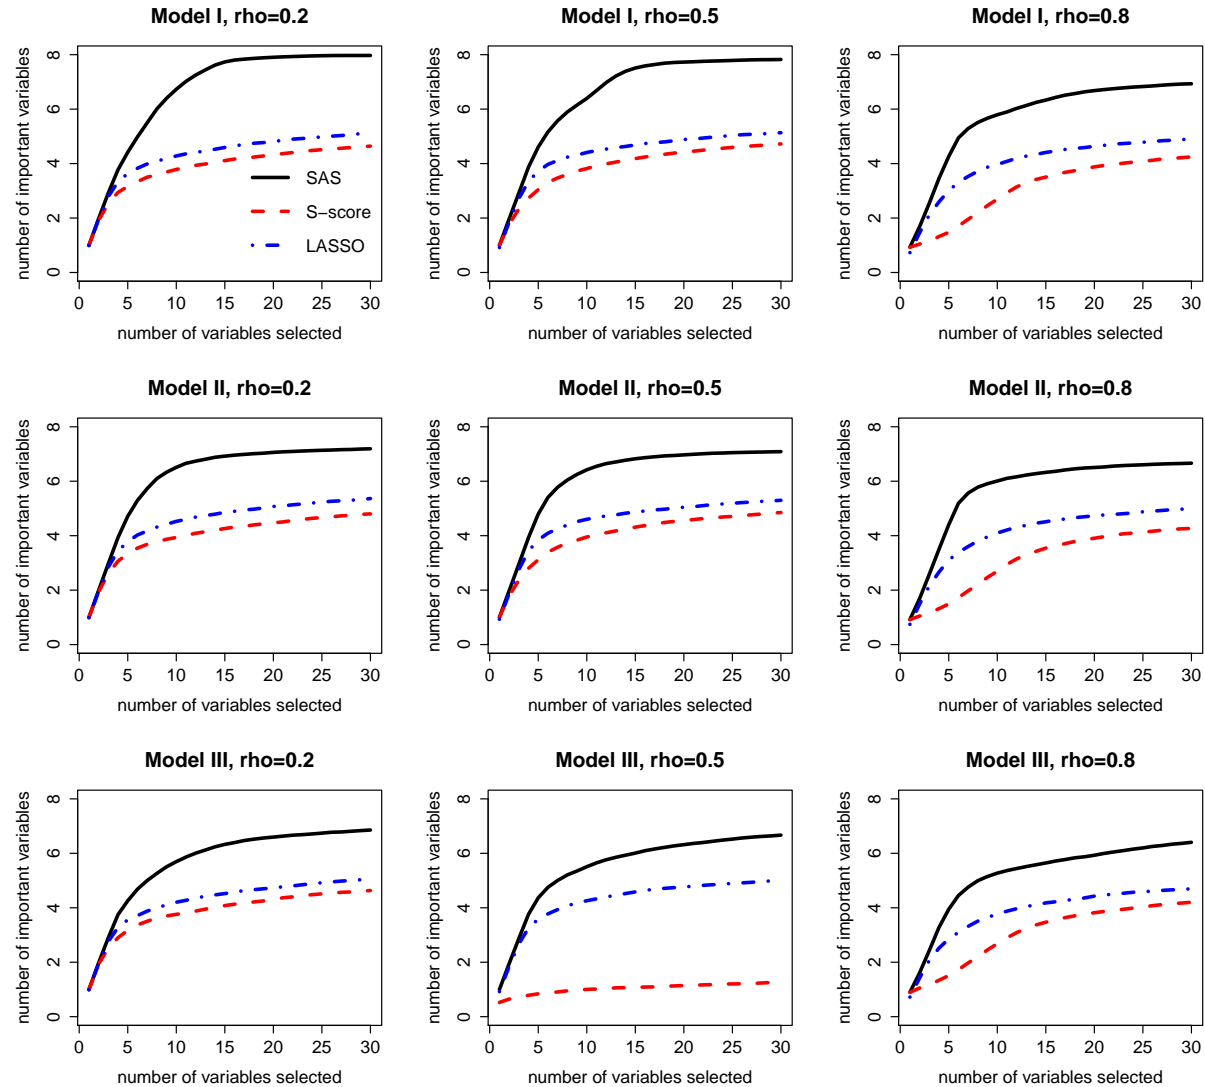 Model I, rho=0.2
number of important variables
8
6
4
2
0
SAS
S−score
LASSO
0 5 10 15 20 25 30
number of variables selected
Model I, rho=0.5
number of important variables
8
6
4
2
0
0 5 10 15 20 25 30
number of variables selected
Model I, rho=0.8
number of important variables
8
6
4
2
0
0 5 10 15 20 25 30
number of variables selected
Model II, rho=0.2
number of important variables
8
6
4
2
0
0 5 10 15 20 25 30
number of variables selected
Model II, rho=0.5
number of important variables
8
6
4
2
0
0 5 10 15 20 25 30
number of variables selected
Model II, rho=0.8
number of important variables
8
6
4
2
0
0 5 10 15 20 25 30
number of variables selected
Model III, rho=0.2
number of important variables
8
6
4
2
0
0 5 10 15 20 25 30
number of variables selected
Model III, rho=0.5
number of important variables
8
6
4
2
0
0 5 10 15 20 25 30
number of variables selected
Model III, rho=0.8
number of important variables
8
6
4
2
0
0 5 10 15 20 25 30
number of variables selected